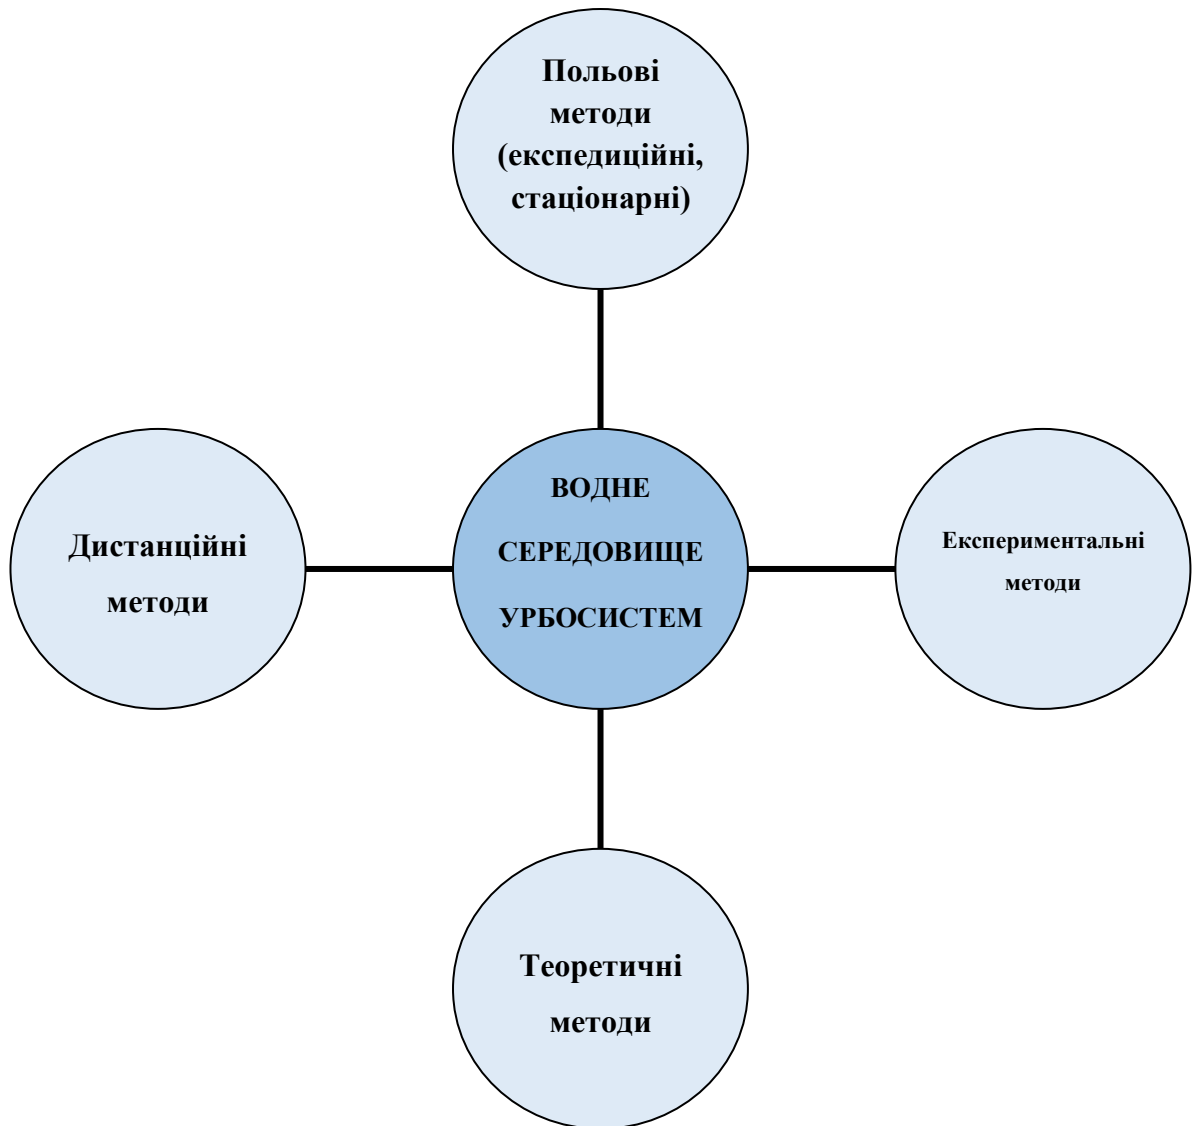 Польові
методи
(експедиційні,
стаціонарні)
Дистанційні
методи
ВОДНЕ
СЕРЕДОВИЩЕ
УРБОСИСТЕМ
Експериментальні
методи
Теоретичні
методи